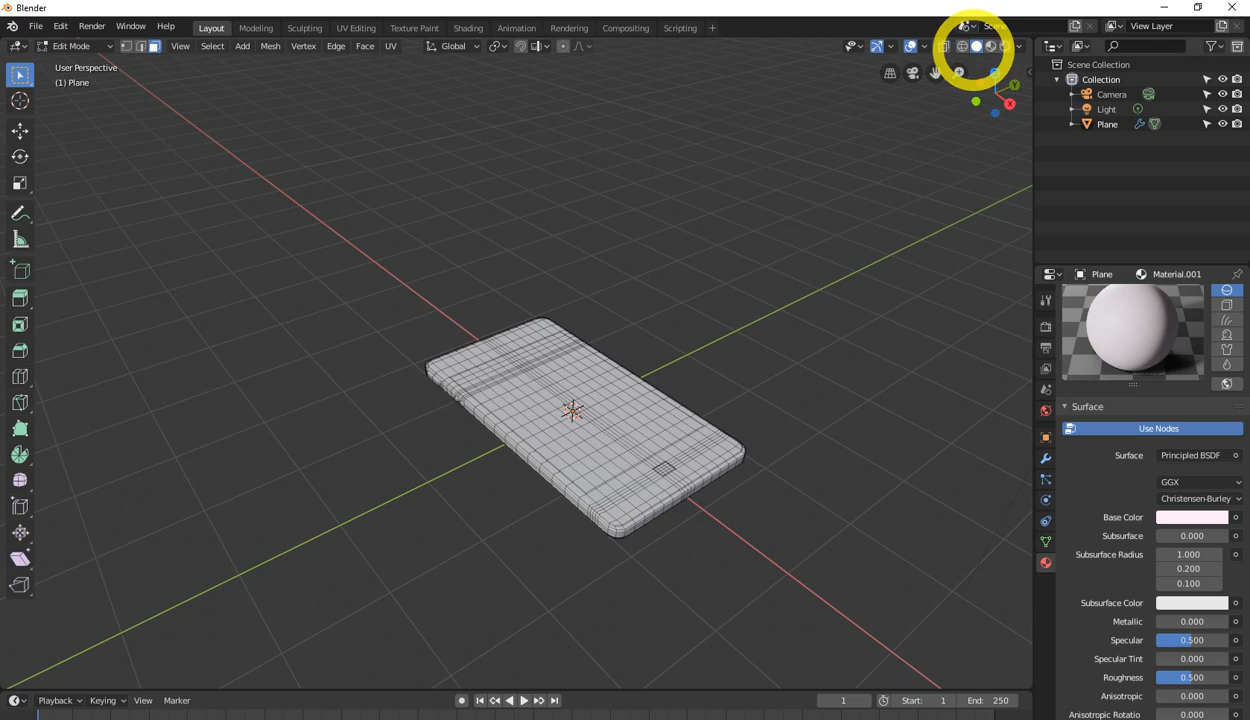 Blender
File Edit Render Window Help
Layout Modeling Sculpting UV Editing Texture Paint Shading Animation Rendering Compositing Scripting +
Scene
View Layer
Edit Mode View Select Add Mesh Vertex Edge Face UV Global
User Perspective
(1) Plane
Y
X
Scene Collection
Collection
Camera
Light
Plane
Plane Material.001
Surface
Use Nodes
Surface Principled BSDF
GGX
Christensen-Burley
Base Color
Subsurface 0.000
Subsurface Radius 1.000
0.200
0.100
Subsurface Color
Metallic 0.000
Specular 0.500
Specular Tint 0.000
Roughness 0.500
Anisotropic 0.000
Anisotropic Rotatio 0.000
Playback Keying View Marker 1 Start: 1 End: 250